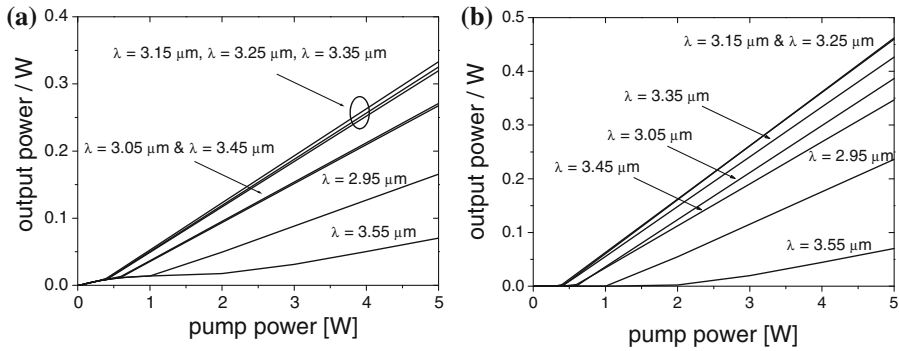 (a)
output power / W
0.4
0.3
0.2
0.1
0.0
λ = 3.15 μm, λ = 3.25 μm, λ = 3.35 μm
λ = 3.05 μm & λ = 3.45 μm
λ = 2.95 μm
λ = 3.55 μm
0 1 2 3 4 5
pump power [W]
(b)
output power / W
0.5
0.4
0.3
0.2
0.1
0.0
λ = 3.15 μm & λ = 3.25 μm
λ = 3.35 μm
λ = 3.05 μm
λ = 3.45 μm
λ = 2.95 μm
λ = 3.55 μm
0 1 2 3 4 5
pump power [W]